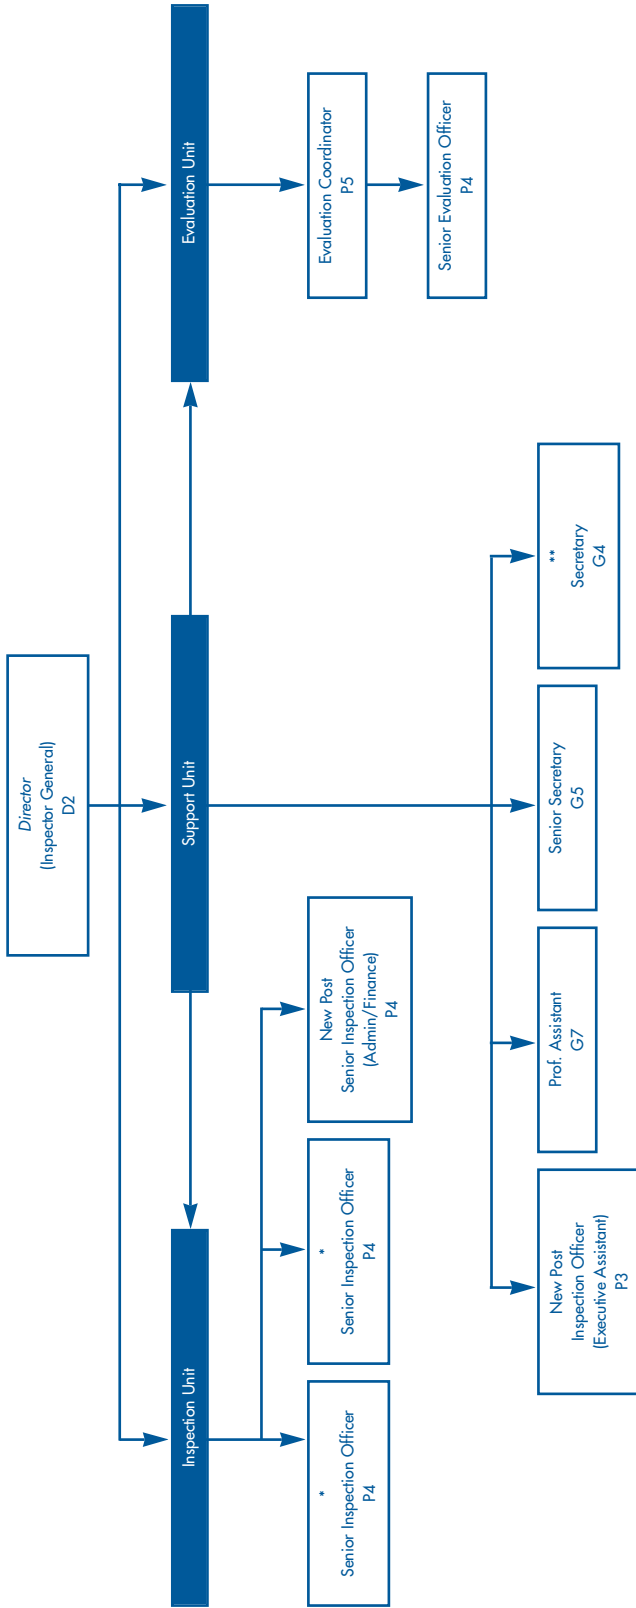 Director
(Inspector General)
D2
Inspection Unit
Support Unit
Evaluation Unit
*
Senior Inspection Officer
P4
*
Senior Inspection Officer
P4
New Post
Senior Inspection Officer
(Admin/Finance)
P4
Evaluation Coordinator
P5
Senior Evaluation Officer
P4
New Post
Inspection Officer
(Executive Assistant)
P3
Prof. Assistant
G7
Senior Secretary
G5
**
Secretary
G4